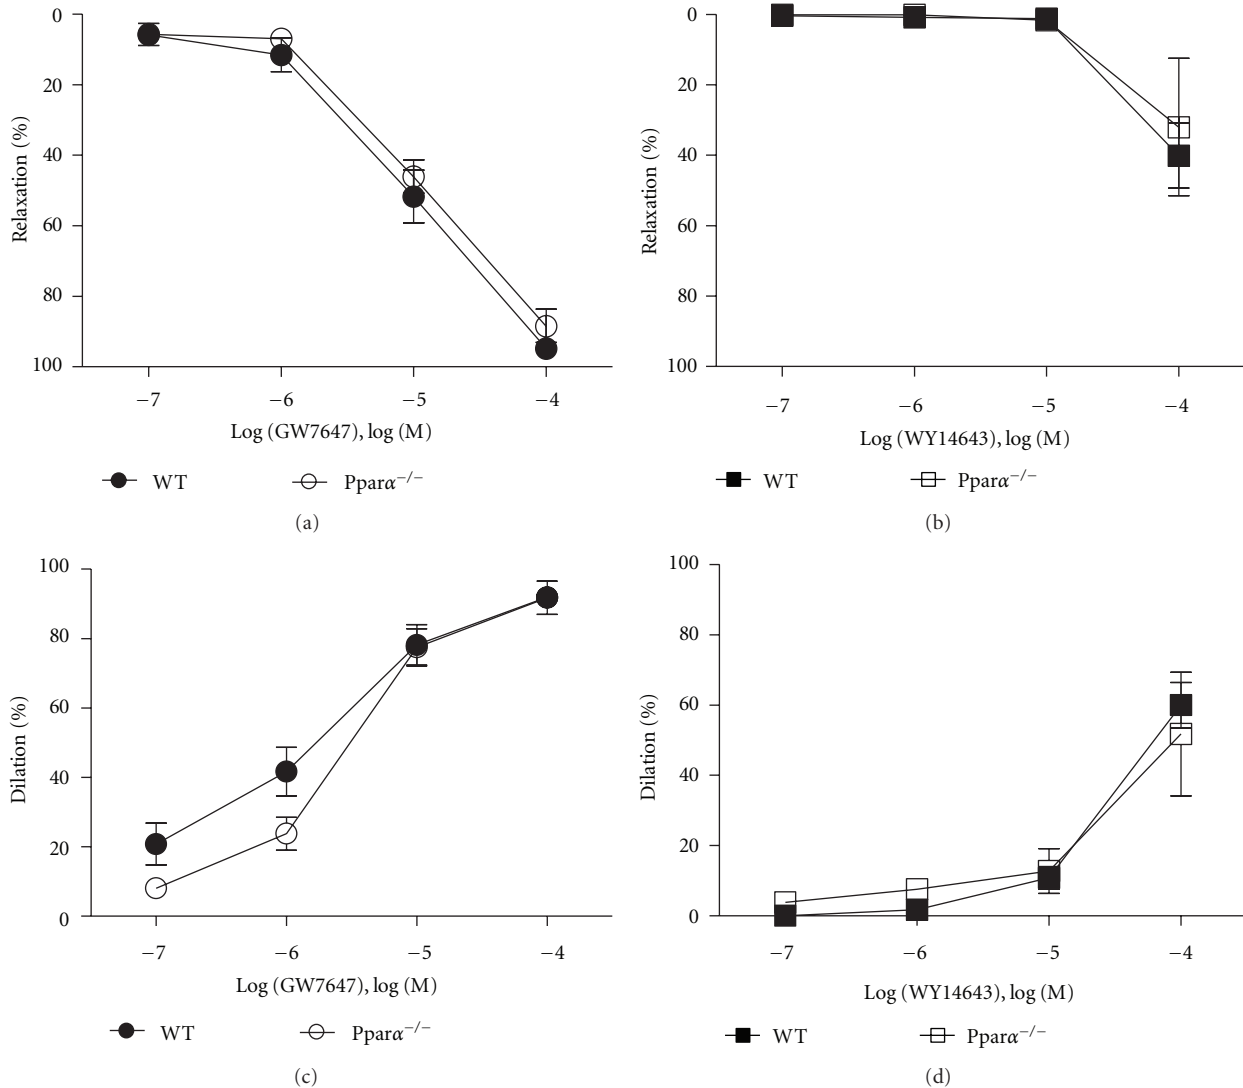 0
20
40
60
80
100
Relaxation (%)
−7 −6 −5 −4
Log (GW7647), log (M)
WT Pparα−/−
(a)
0
20
40
60
80
100
Relaxation (%)
−7 −6 −5 −4
Log (WY14643), log (M)
WT Pparα−/−
(b)
100
80
60
40
20
0
Dilation (%)
−7 −6 −5 −4
Log (GW7647), log (M)
WT Pparα−/−
(c)
100
80
60
40
20
0
Dilation (%)
−7 −6 −5 −4
Log (WY14643), log (M)
WT Pparα−/−
(d)